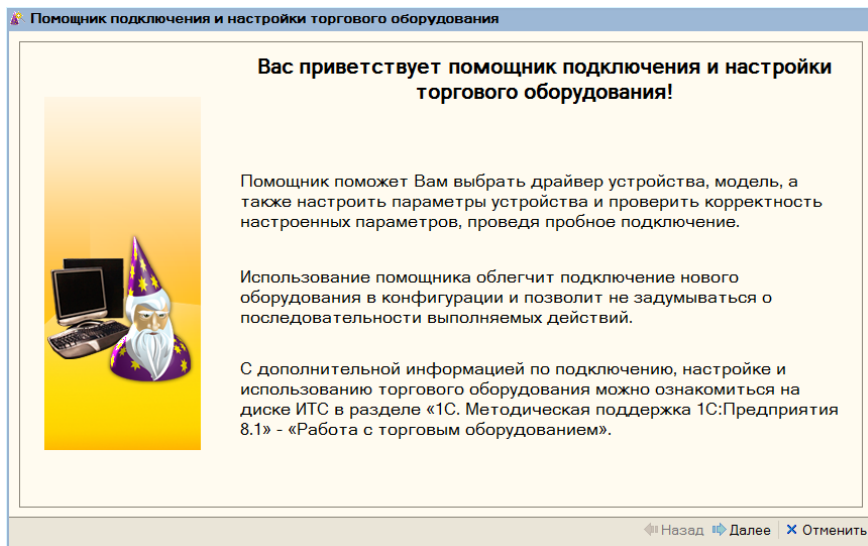 Помощник подключения и настройки торгового оборудования
Вас приветствует помощник подключения и настройки
торгового оборудования!
Помощник поможет Вам выбрать драйвер устройства, модель, а
также настроить параметры устройства и проверить корректность
настроенных параметров, проведя пробное подключение.
Использование помощника облегчит подключение нового
оборудования в конфигурации и позволит не задумываться о
последовательности выполняемых действий.
С дополнительной информацией по подключению, настройке и
использованию торгового оборудования можно ознакомиться на
диске ИТС в разделе «1С. Методическая поддержка 1С:Предприятия
8.1» - «Работа с торговым оборудованием».
Назад Далее Отменить